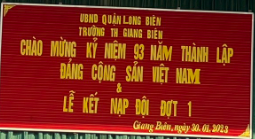 UBND QUẬN LONG BIÊN
TRƯỜNG TH GIANG BIÊN
CHÀO MỪNG KỶ NIỆM 93 NĂM THÀNH LẬP
ĐẢNG CỘNG SẢN VIỆT NAM
&
LỄ KẾT NẠP ĐỘI ĐỢT 1
Giang Biên, ngày 30.01.2023